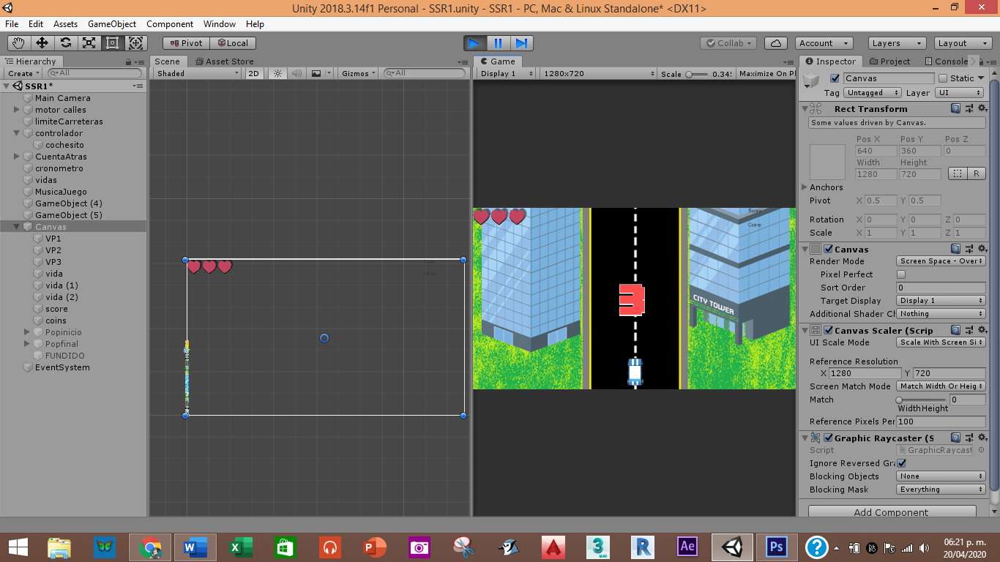 Unity 2018.3.14f1 Personal - SSR1.unity - SSR1 - PC, Mac & Linux Standalone* <DX11>
File Edit Assets GameObject Component Window Help
Pivot Local Collab Account Layers Layout
Hierarchy
Create All
SSR1*
Main Camera
motor calles
limiteCarreteras
controlador
cochesito
CuentaAtras
cronometro
vidas
MusicaJuego
GameObject (4)
GameObject (5)
Canvas
VP1
VP2
VP3
vida
vida (1)
vida (2)
score
coins
Popinicio
Popfinal
FUNDIDO
EventSystem
Scene Asset Store
Shaded 2D Gizmos All
Game
Display 1 1280x720 Scale 0.34 Maximize On Pl
Score:
Coins:
3
CITY TOWER
Inspector Project Console
Canvas Static
Tag Untagged Layer UI
Rect Transform
Some values driven by Canvas.
Pos X Pos Y Pos Z
640 360 0
Width Height
1280 720 R
Anchors
Pivot X 0.5 Y 0.5
Rotation X 0 Y 0 Z 0
Scale X 1 Y 1 Z 1
Canvas
Render Mode Screen Space - Over
Pixel Perfect
Sort Order 0
Target Display Display 1
Additional Shader Cl Nothing
Canvas Scaler (Scrip
UI Scale Mode Scale With Screen Si
Reference Resolution
X 1280 Y 720
Screen Match Mode Match Width Or Heig
Match 0
Width Height
Reference Pixels Per 100
Graphic Raycaster (S
Script GraphicRaycast
Ignore Reversed Gra
Blocking Objects None
Blocking Mask Everything
Add Component
W X P A 3 MAX R Ae Ps ?
06:21 p. m.
20/04/2020